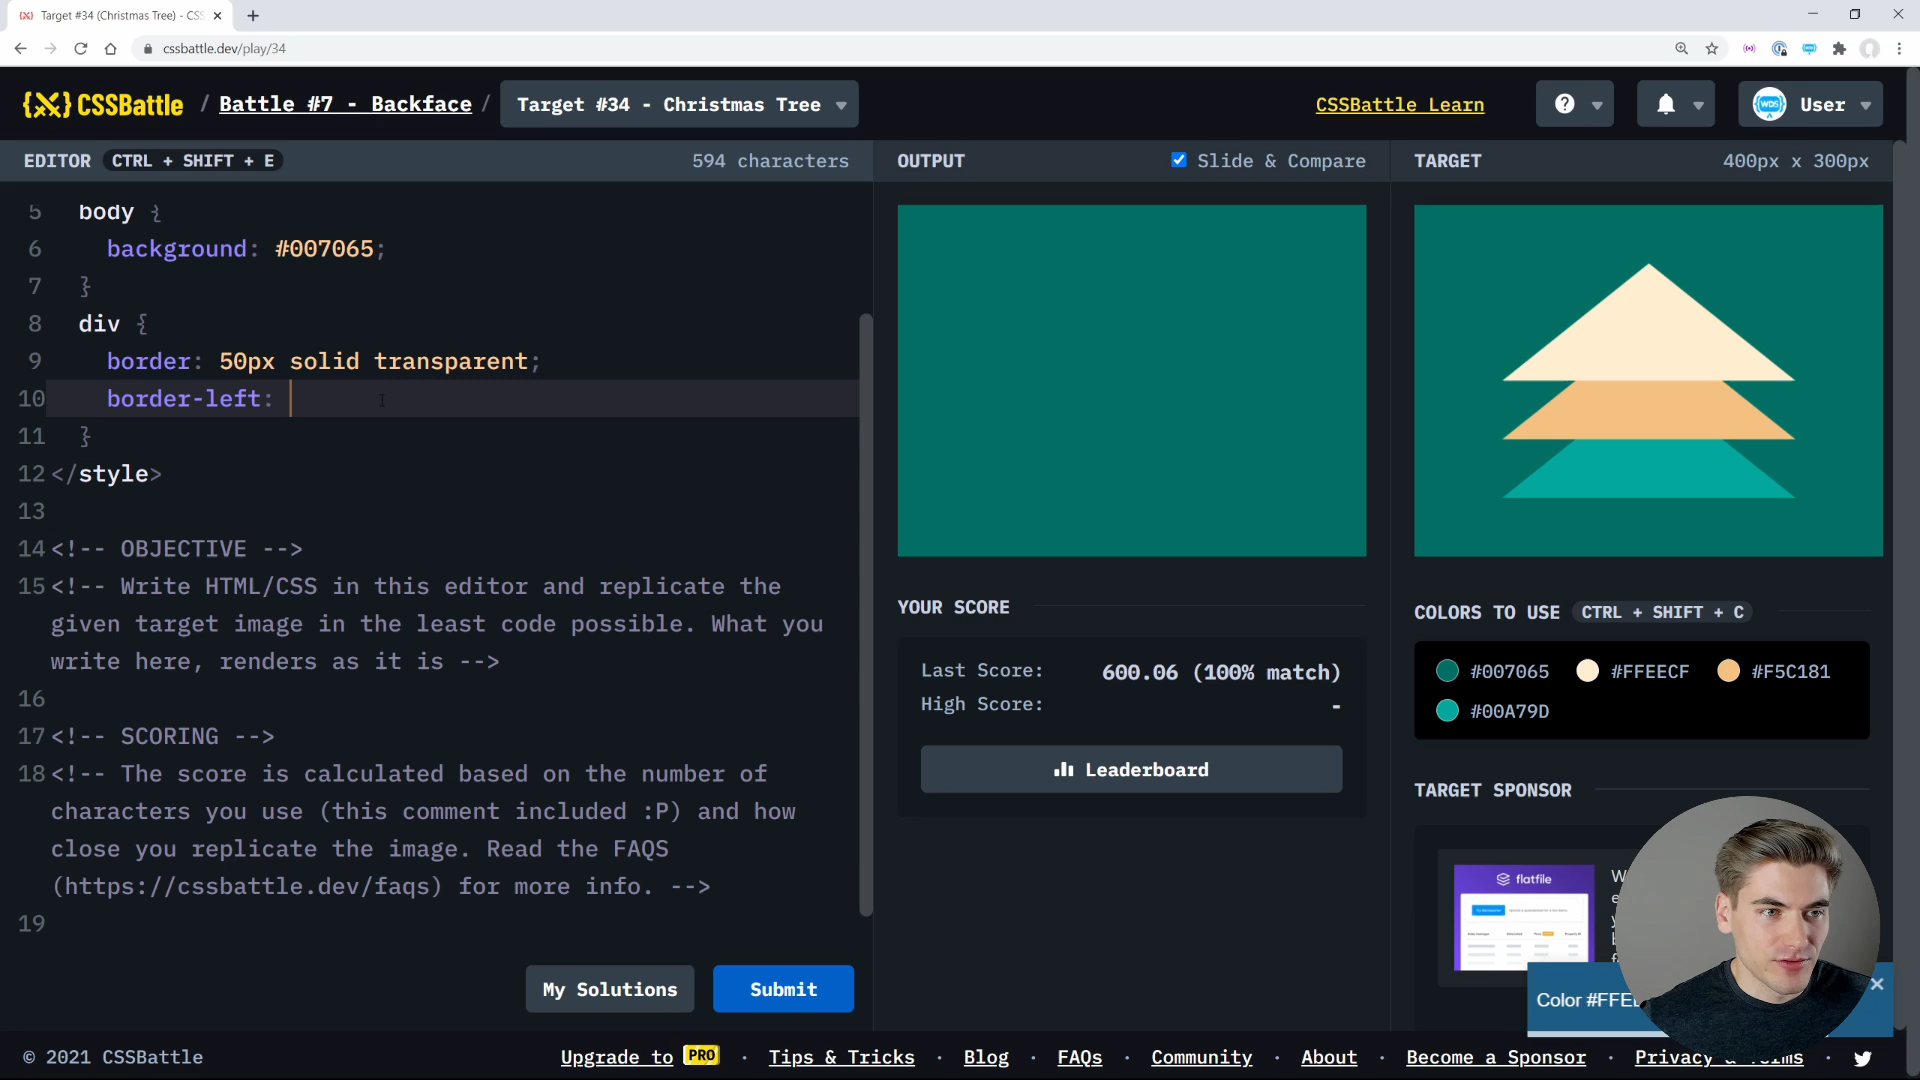 Target #34 (Christmas Tree) - CSS
cssbattle.dev/play/34
CSSBattle / Battle #7 - Backface / Target #34 - Christmas Tree
CSSBattle Learn
User
EDITOR CTRL + SHIFT + E 594 characters
OUTPUT Slide & Compare
TARGET 400px x 300px
5 body {
6 background: #007065;
7 }
8 div {
9 border: 50px solid transparent;
10 border-left:
11 }
12 </style>
13
14 <!-- OBJECTIVE -->
15 <!-- Write HTML/CSS in this editor and replicate the
given target image in the least code possible. What you
write here, renders as it is -->
16
17 <!-- SCORING -->
18 <!-- The score is calculated based on the number of
characters you use (this comment included :P) and how
close you replicate the image. Read the FAQS
(https://cssbattle.dev/faqs) for more info. -->
19
My Solutions Submit
YOUR SCORE
Last Score: 600.06 (100% match)
High Score: -
Leaderboard
COLORS TO USE CTRL + SHIFT + C
#007065 #FFEECF #F5C181
#00A79D
TARGET SPONSOR
flatfile
Color
© 2021 CSSBattle
Upgrade to PRO · Tips & Tricks · Blog · FAQs · Community · About · Become a Sponsor · Privacy